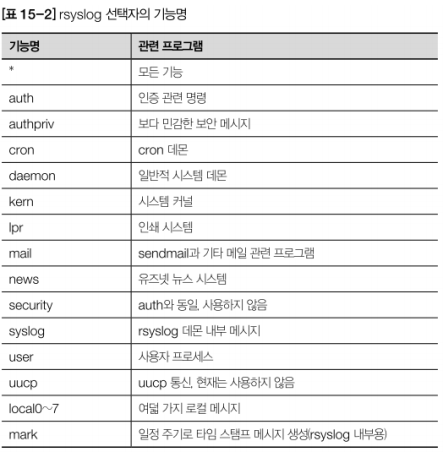 [표 15-2] rsyslog 선택자의 기능명
기능명 관련 프로그램
* 모든 기능
auth 인증 관련 명령
authpriv 보다 민감한 보안 메시지
cron cron 데몬
daemon 일반적 시스템 데몬
kern 시스템 커널
lpr 인쇄 시스템
mail sendmail과 기타 메일 관련 프로그램
news 유즈넷 뉴스 시스템
security auth와 동일, 사용하지 않음
syslog rsyslog 데몬 내부 메시지
user 사용자 프로세스
uucp uucp 통신, 현재는 사용하지 않음
local0~7 여덟 가지 로컬 메시지
mark 일정 주기로 타임 스탬프 메시지 생성(rsyslog 내부용)